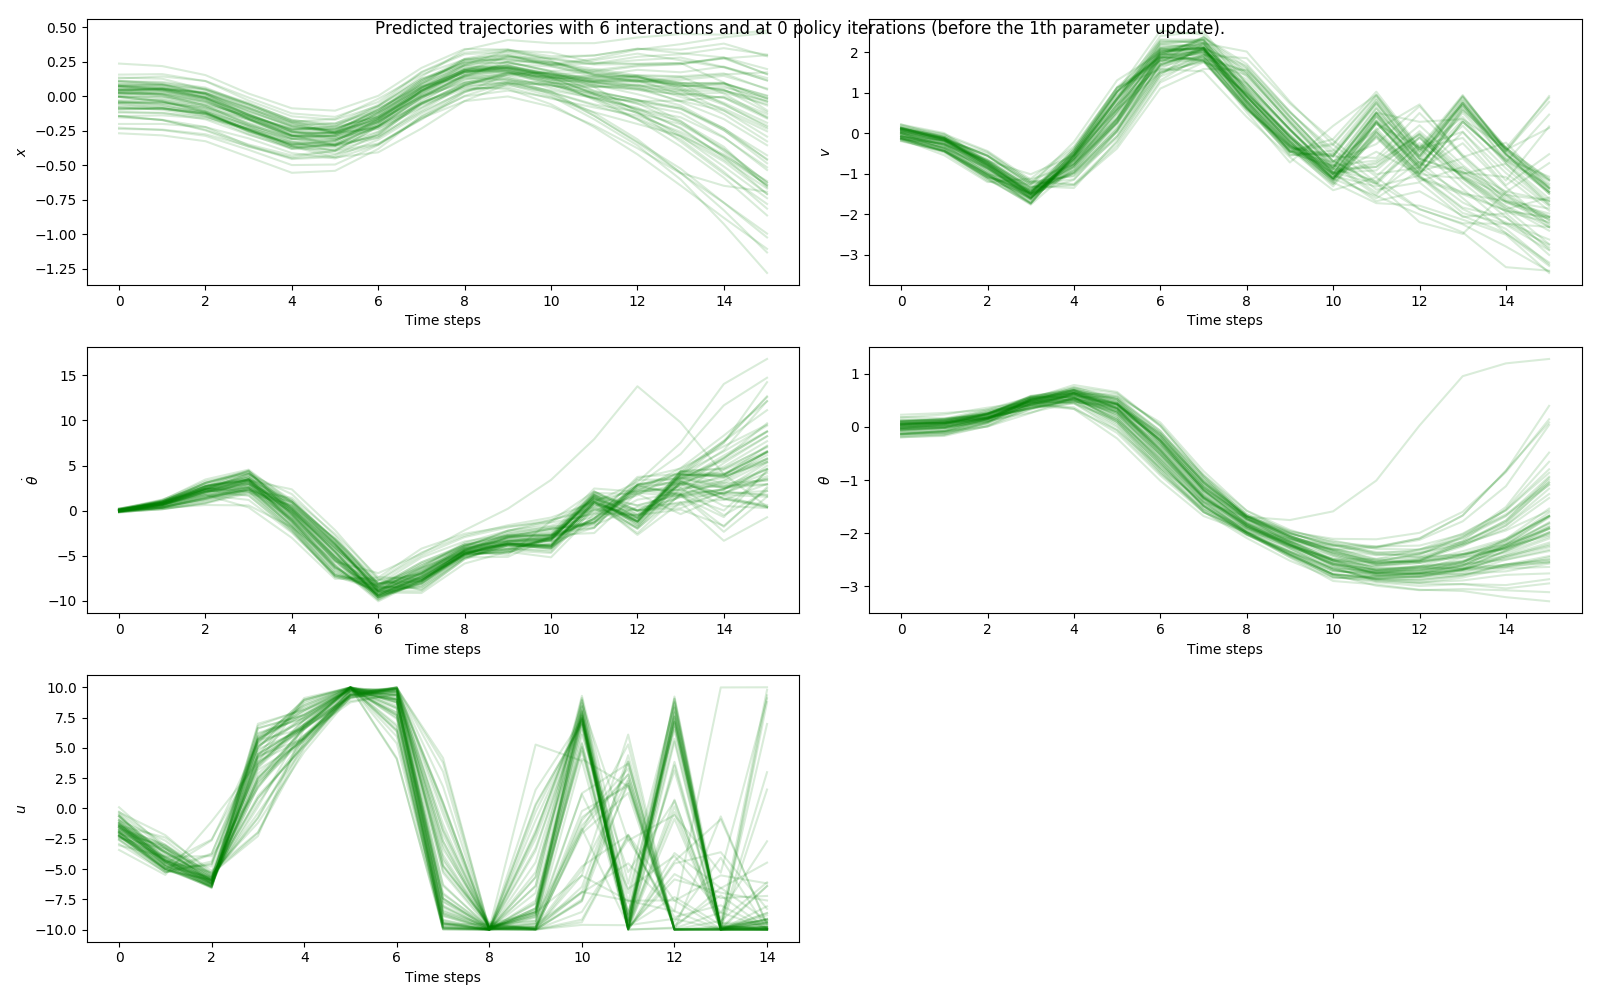 Predicted trajectories with 6 interactions and at 0 policy iterations (before the 1th parameter update).
0.50
0.25
0.00
−0.25
−0.50
−0.75
−1.00
−1.25
x
0 2 4 6 8 10 12 14
Time steps
2
1
0
−1
−2
−3
v
0 2 4 6 8 10 12 14
Time steps
15
10
5
0
−5
−10
θ̇
0 2 4 6 8 10 12 14
Time steps
1
0
−1
−2
−3
θ
0 2 4 6 8 10 12 14
Time steps
10.0
7.5
5.0
2.5
0.0
−2.5
−5.0
−7.5
−10.0
u
0 2 4 6 8 10 12 14
Time steps